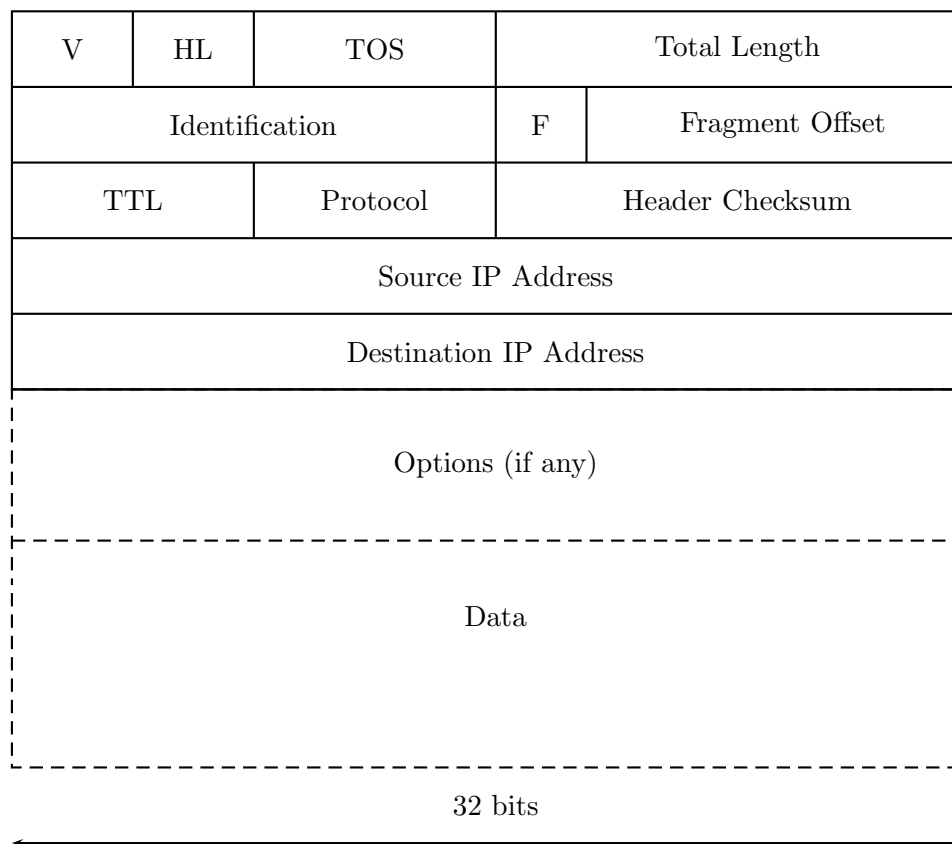 V HL TOS Total Length
Identification F Fragment Offset
TTL Protocol Header Checksum
Source IP Address
Destination IP Address
Options (if any)
Data
32 bits